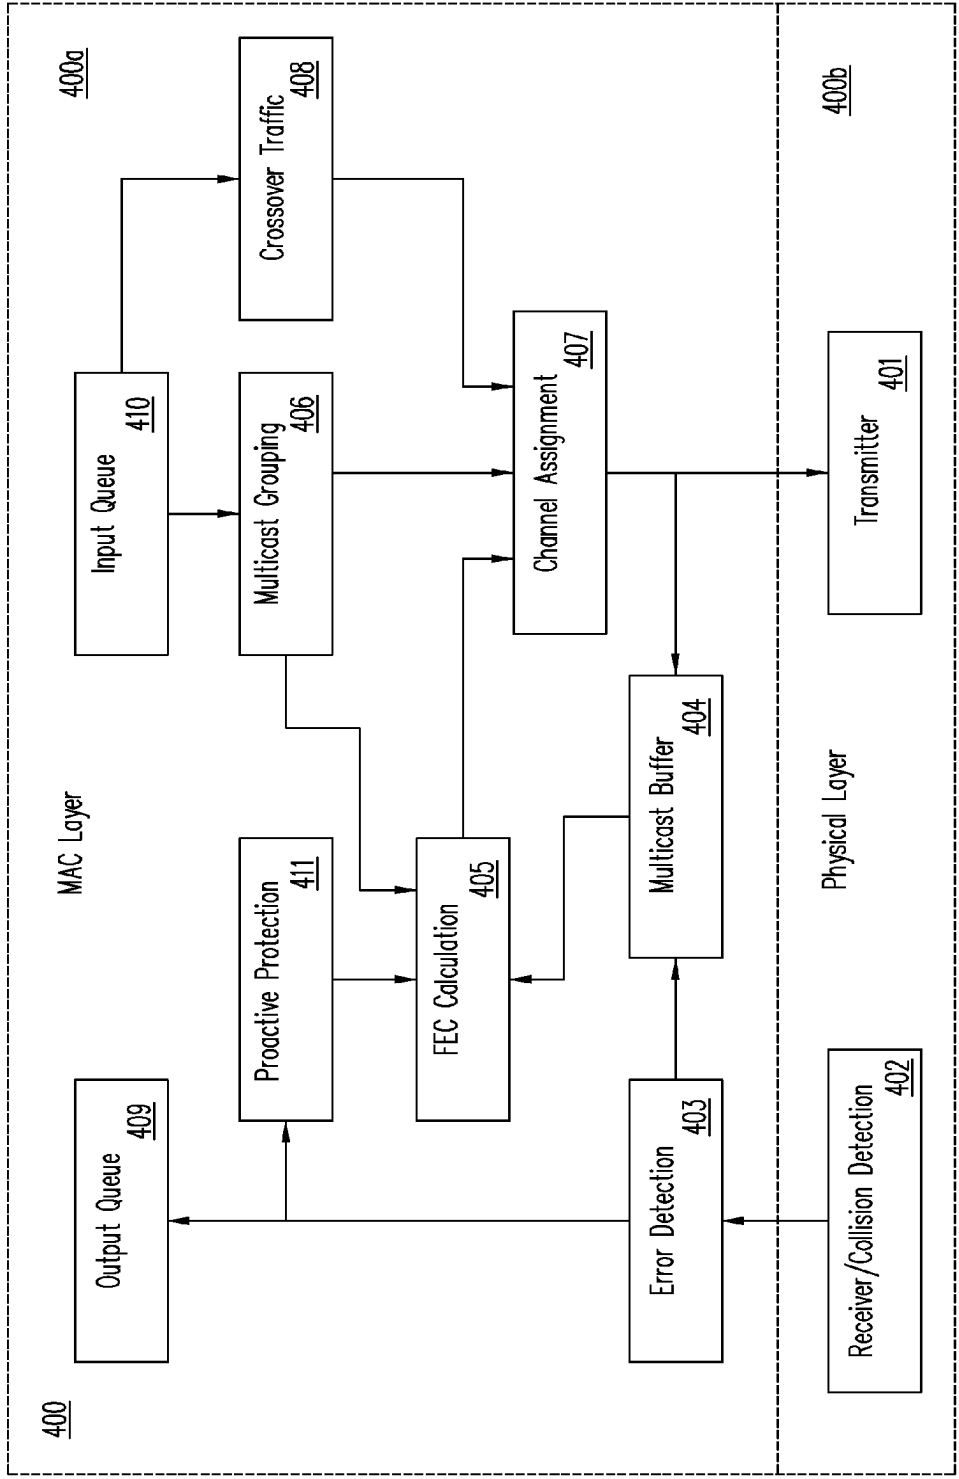 400
MAC Layer
400a
Output Queue
409
Input Queue
410
Proactive Protection
411
Multicast Grouping
406
Crossover Traffic
408
FEC Calculation
405
Channel Assignment
407
Error Detection
403
Multicast Buffer
404
Physical Layer
400b
Receiver/Collision Detection
402
Transmitter
401